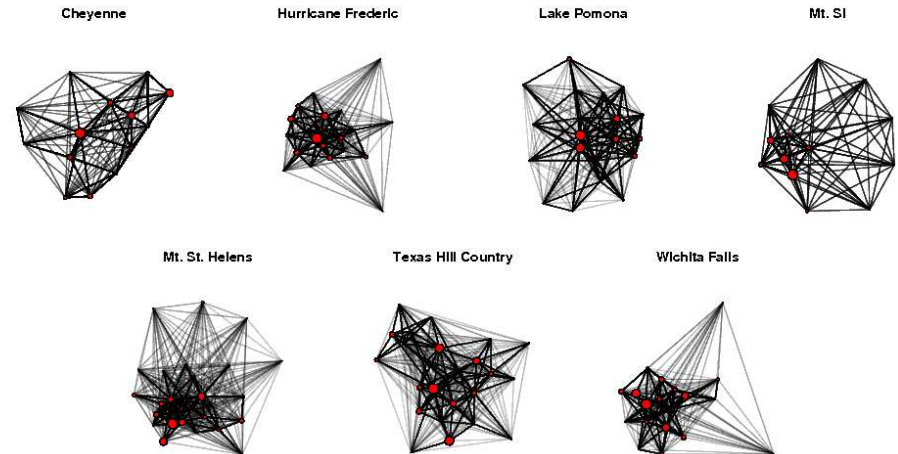 Cheyenne
Hurricane Frederic
Lake Pomona
Mt. Si
Mt. St. Helens
Texas Hill Country
Wichita Falls